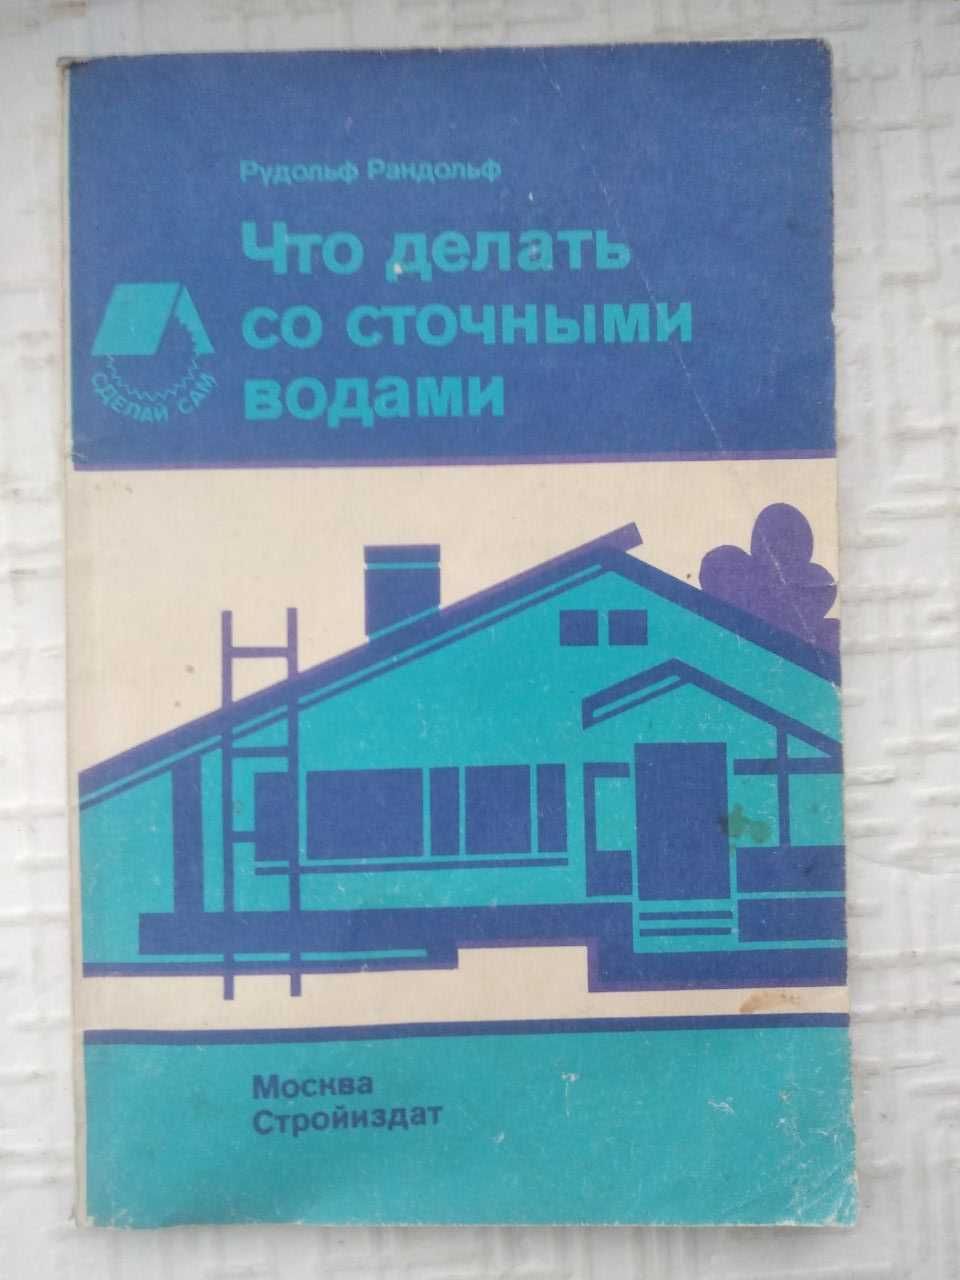 Рудольф Рандольф
Что делать
со сточными
водами
СДЕЛАЙ САМ
Москва
Стройиздат